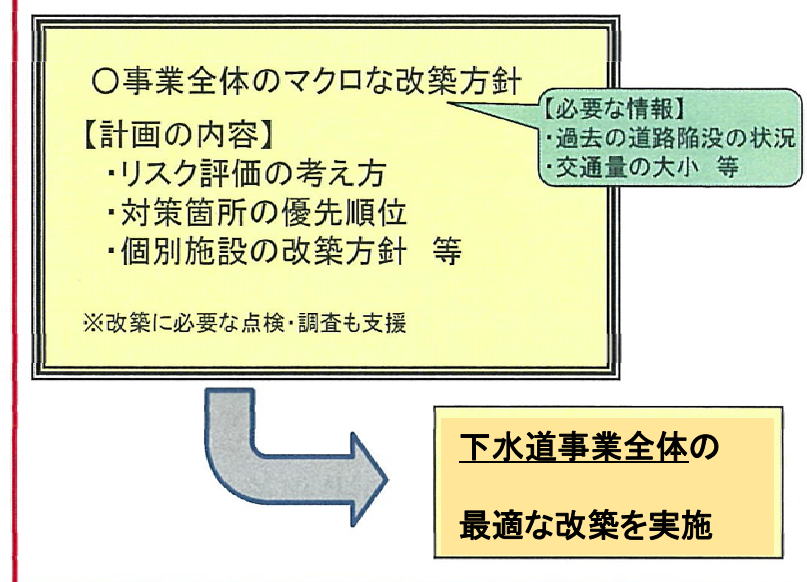 〇事業全体のマクロな改築方針
【必要な情報】
・過去の道路陥没の状況
・交通量の大小 等
【計画の内容】
・リスク評価の考え方
・対策箇所の優先順位
・個別施設の改築方針 等
※改築に必要な点検・調査も支援
下水道事業全体の
最適な改築を実施